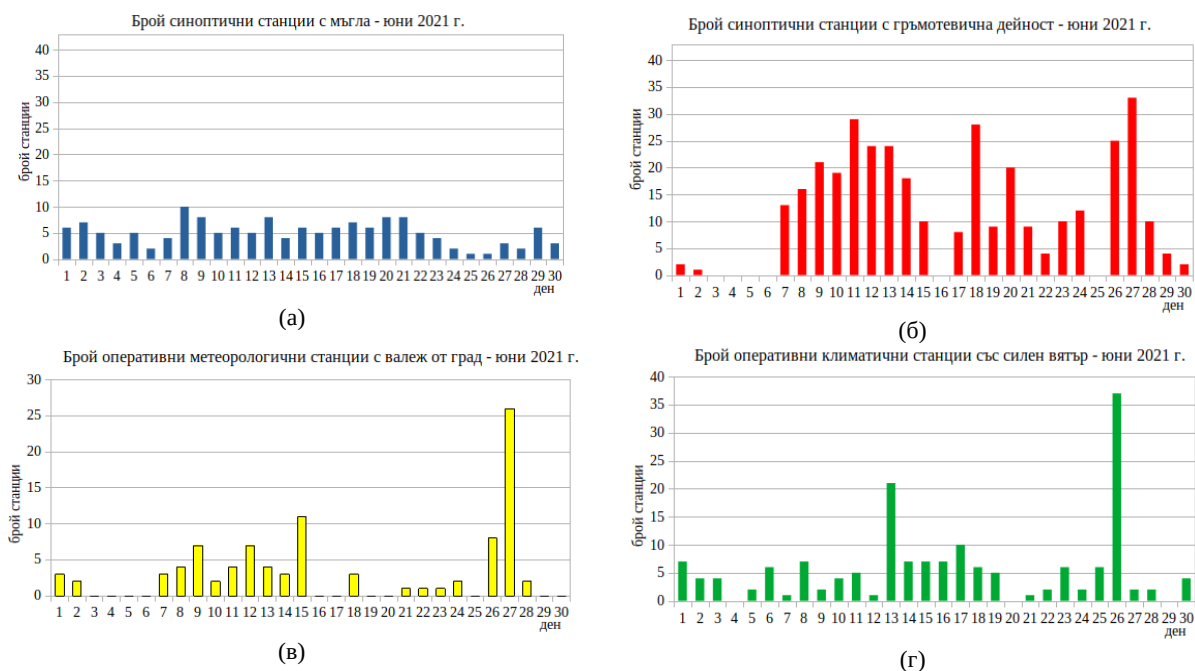 Брой синоптични станции с мъгла - юни 2021 г.
40
35
30
25
20
15
10
5
0
брой станции
1 2 3 4 5 6 7 8 9 10 11 12 13 14 15 16 17 18 19 20 21 22 23 24 25 26 27 28 29 30
ден
(а)
Брой синоптични станции с гръмотевична дейност - юни 2021 г.
40
35
30
25
20
15
10
5
0
брой станции
1 2 3 4 5 6 7 8 9 10 11 12 13 14 15 16 17 18 19 20 21 22 23 24 25 26 27 28 29 30
ден
(б)
Брой оперативни метеорологични станции с валеж от град - юни 2021 г.
30
25
20
15
10
5
0
брой станции
1 2 3 4 5 6 7 8 9 10 11 12 13 14 15 16 17 18 19 20 21 22 23 24 25 26 27 28 29 30
ден
(в)
Брой оперативни климатични станции със силен вятър - юни 2021 г.
40
35
30
25
20
15
10
5
0
брой станции
1 2 3 4 5 6 7 8 9 10 11 12 13 14 15 16 17 18 19 20 21 22 23 24 25 26 27 28 29 30
ден
(г)